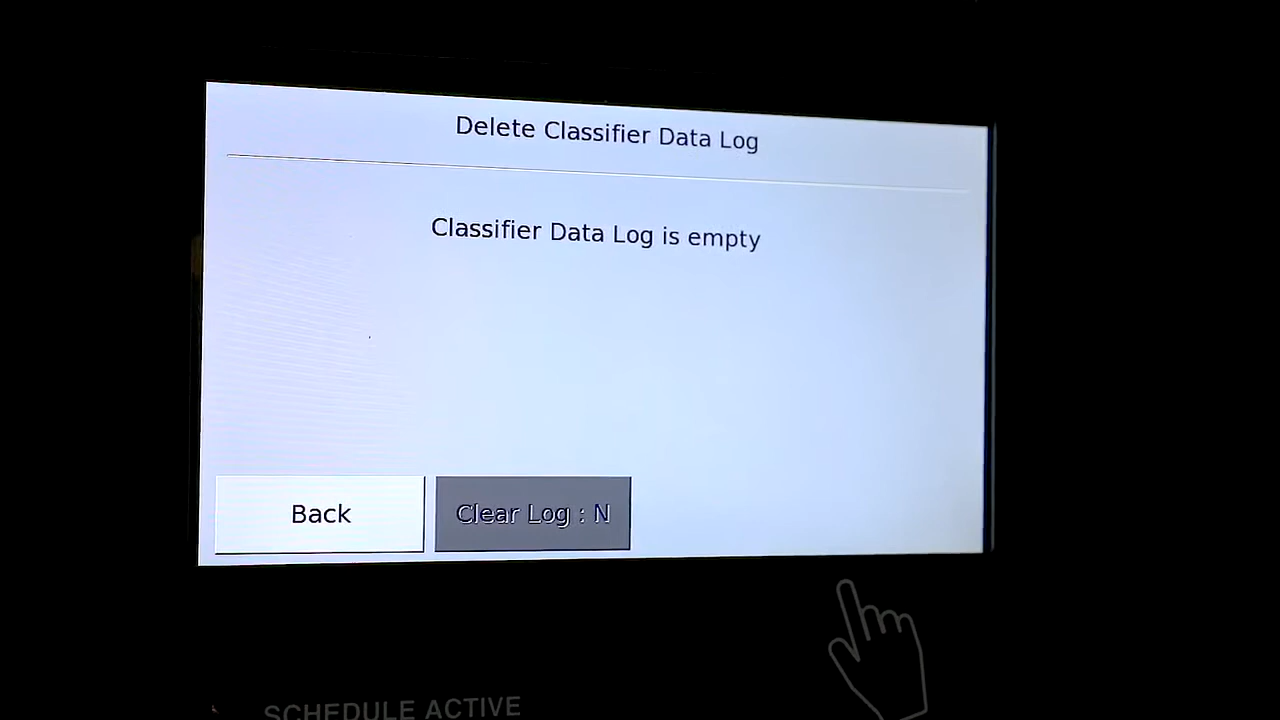 Delete Classifier Data Log
Classifier Data Log is empty
Back
Clear Log : N
SCHEDULE ACTIVE